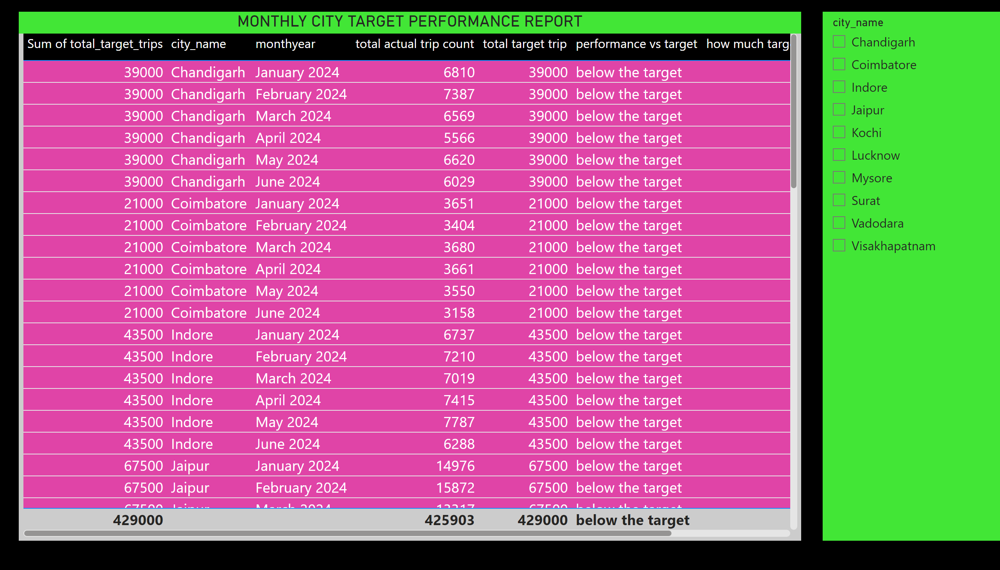 MONTHLY CITY TARGET PERFORMANCE REPORT
Sum of total_target_trips city_name monthyear total actual trip count total target trip performance vs target how much targ
39000 Chandigarh January 2024 6810 39000 below the target
39000 Chandigarh February 2024 7387 39000 below the target
39000 Chandigarh March 2024 6569 39000 below the target
39000 Chandigarh April 2024 5566 39000 below the target
39000 Chandigarh May 2024 6620 39000 below the target
39000 Chandigarh June 2024 6029 39000 below the target
21000 Coimbatore January 2024 3651 21000 below the target
21000 Coimbatore February 2024 3404 21000 below the target
21000 Coimbatore March 2024 3680 21000 below the target
21000 Coimbatore April 2024 3661 21000 below the target
21000 Coimbatore May 2024 3550 21000 below the target
21000 Coimbatore June 2024 3158 21000 below the target
43500 Indore January 2024 6737 43500 below the target
43500 Indore February 2024 7210 43500 below the target
43500 Indore March 2024 7019 43500 below the target
43500 Indore April 2024 7415 43500 below the target
43500 Indore May 2024 7787 43500 below the target
43500 Indore June 2024 6288 43500 below the target
67500 Jaipur January 2024 14976 67500 below the target
67500 Jaipur February 2024 15872 67500 below the target
67500 Jaipur March 2024 67500 below the target
429000 425903 429000 below the target
city_name
Chandigarh
Coimbatore
Indore
Jaipur
Kochi
Lucknow
Mysore
Surat
Vadodara
Visakhapatnam